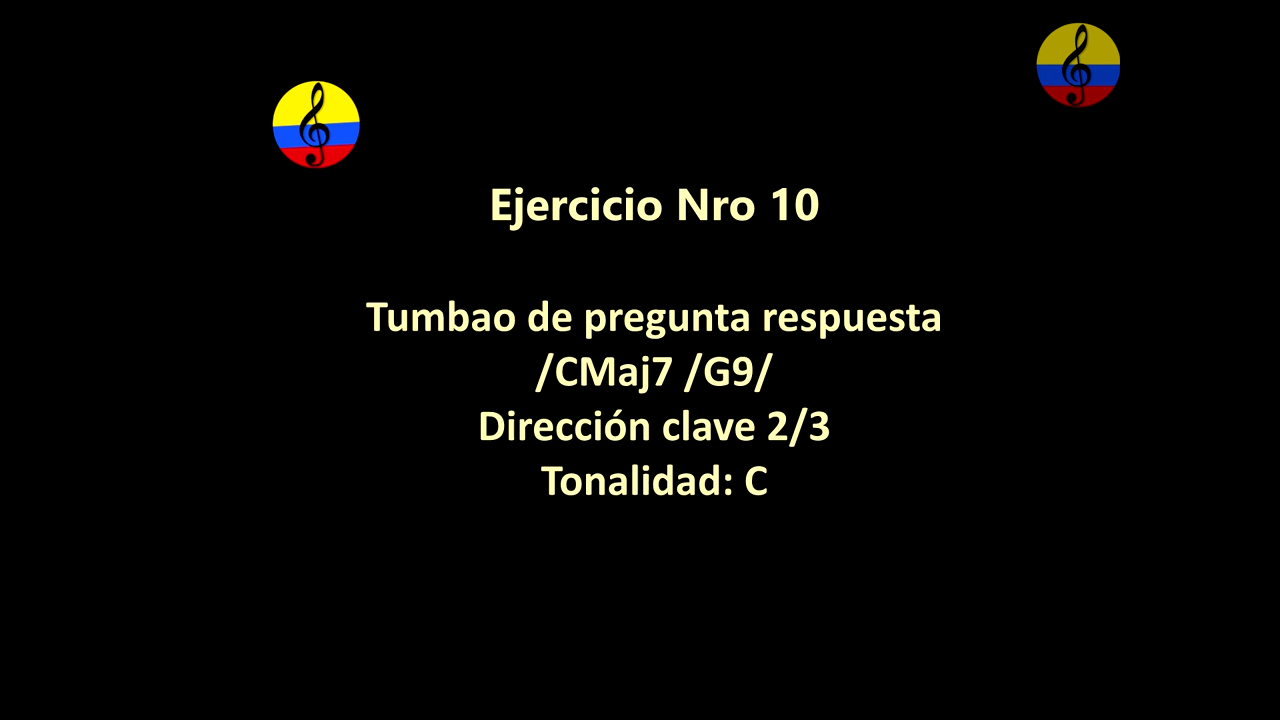 Ejercicio Nro 10
Tumbao de pregunta respuesta
/CMaj7 /G9/
Dirección clave 2/3
Tonalidad: C